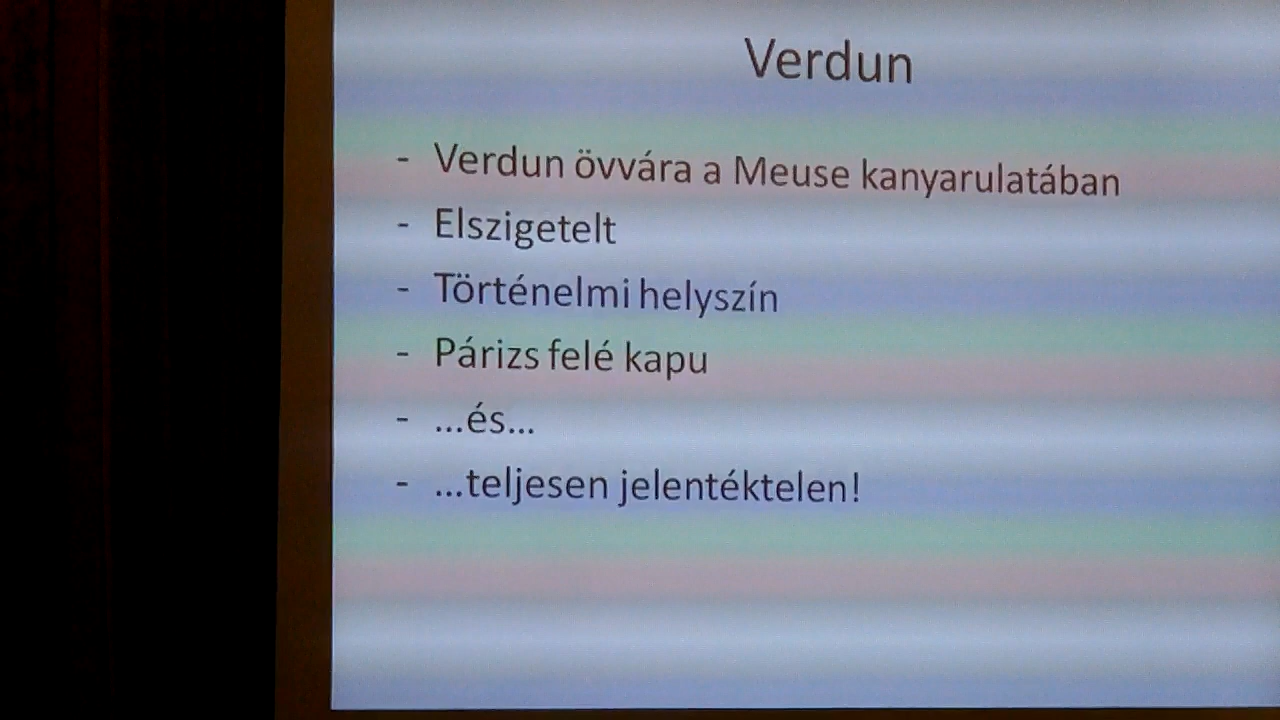 Verdun
- Verdun övvára a Meuse kanyarulatában
- Elszigetelt
- Történelmi helyszín
- Párizs felé kapu
- ...és...
- ...teljesen jelentéktelen!